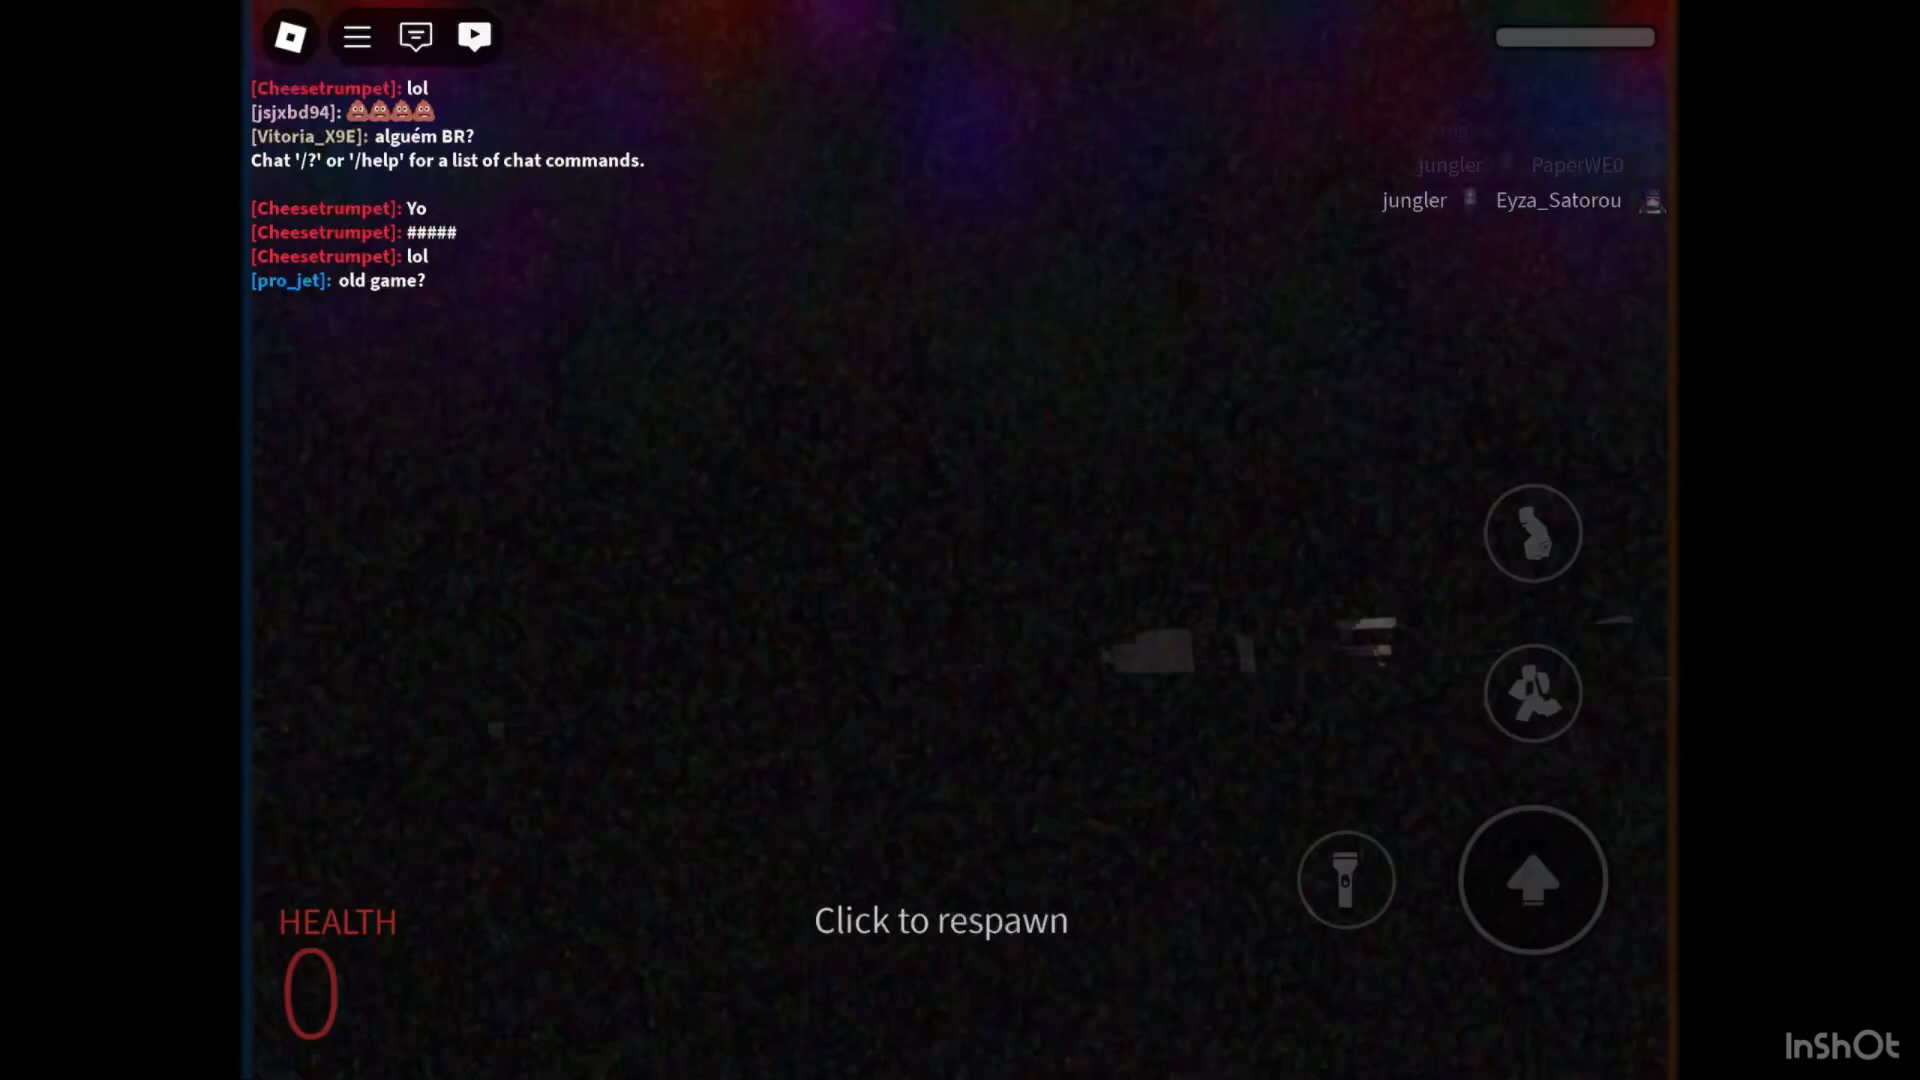 [Cheesetrumpet]: lol
[jsjxbd94]: 💩💩💩💩
[Vitoria_X9E]: alguém BR?
Chat '/?' or '/help' for a list of chat commands.
[Cheesetrumpet]: Yo
[Cheesetrumpet]: #####
[Cheesetrumpet]: lol
[pro_jet]: old game?
jungler PaperWE0
jungler Eyza_Satorou
Click to respawn
HEALTH
0
InShOt